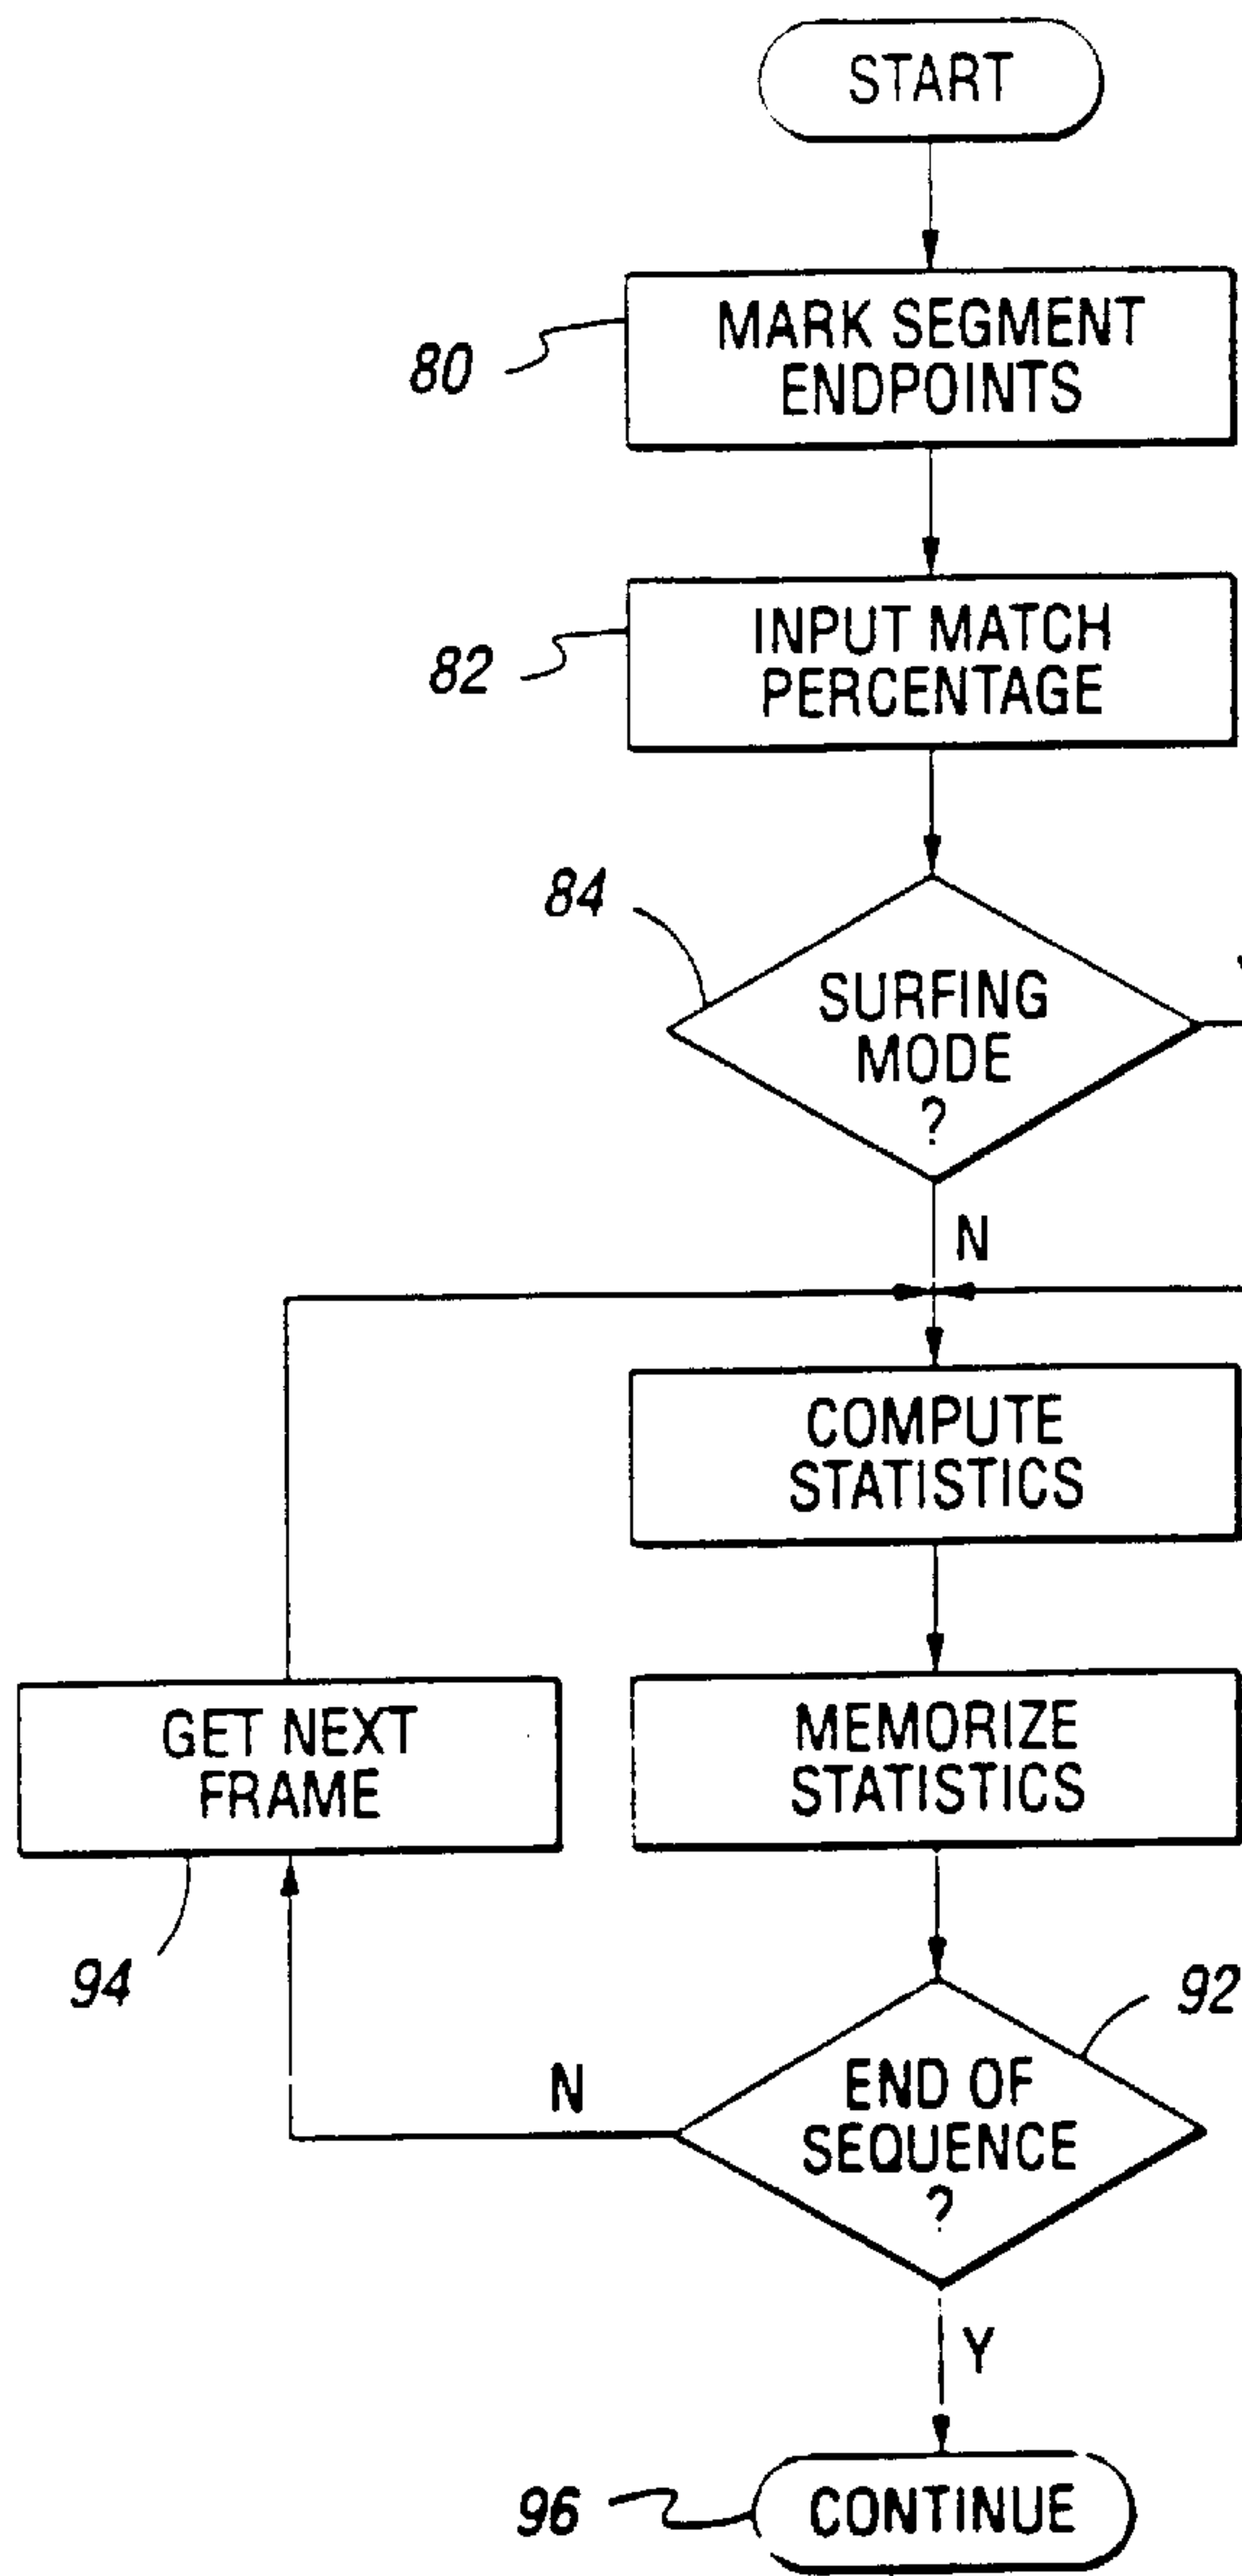 START
MARK SEGMENT
ENDPOINTS
80
INPUT MATCH
PERCENTAGE
82
84
SURFING
MODE
?
N
COMPUTE
STATISTICS
GET NEXT
FRAME
MEMORIZE
STATISTICS
94
92
N
END OF
SEQUENCE
?
Y
96
CONTINUE